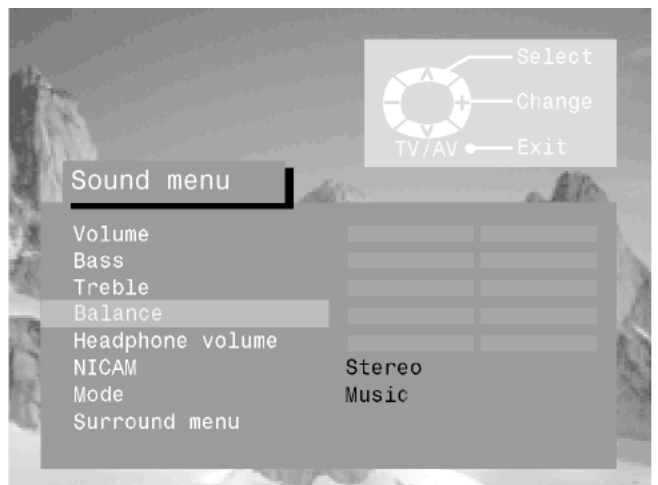 Select
Change
TV/AV Exit
Sound menu
Volume
Bass
Treble
Balance
Headphone volume
NICAM Stereo
Mode Music
Surround menu